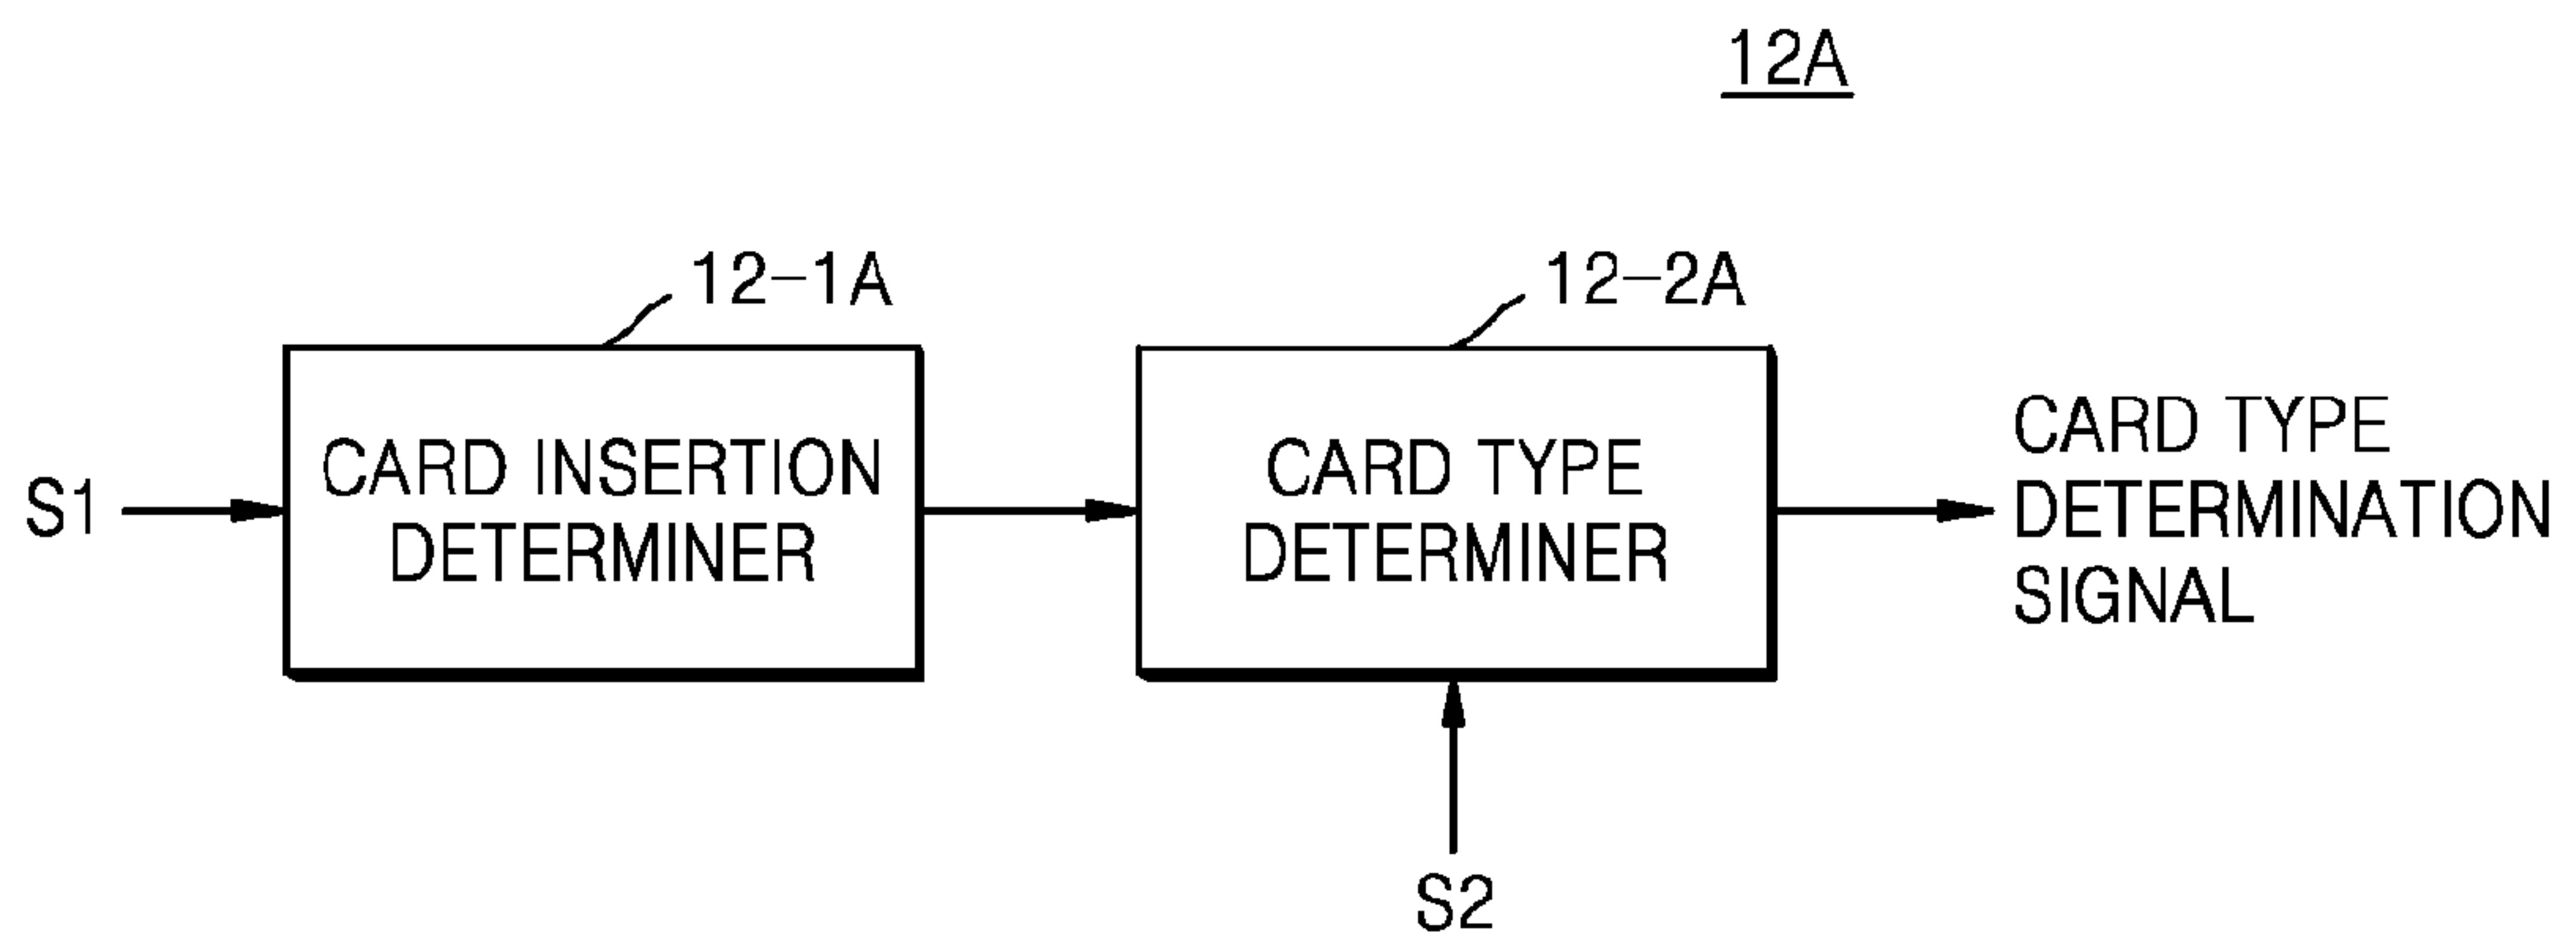 12A
12-1A
12-2A
S1
CARD INSERTION
DETERMINER
CARD TYPE
DETERMINER
CARD TYPE
DETERMINATION
SIGNAL
S2